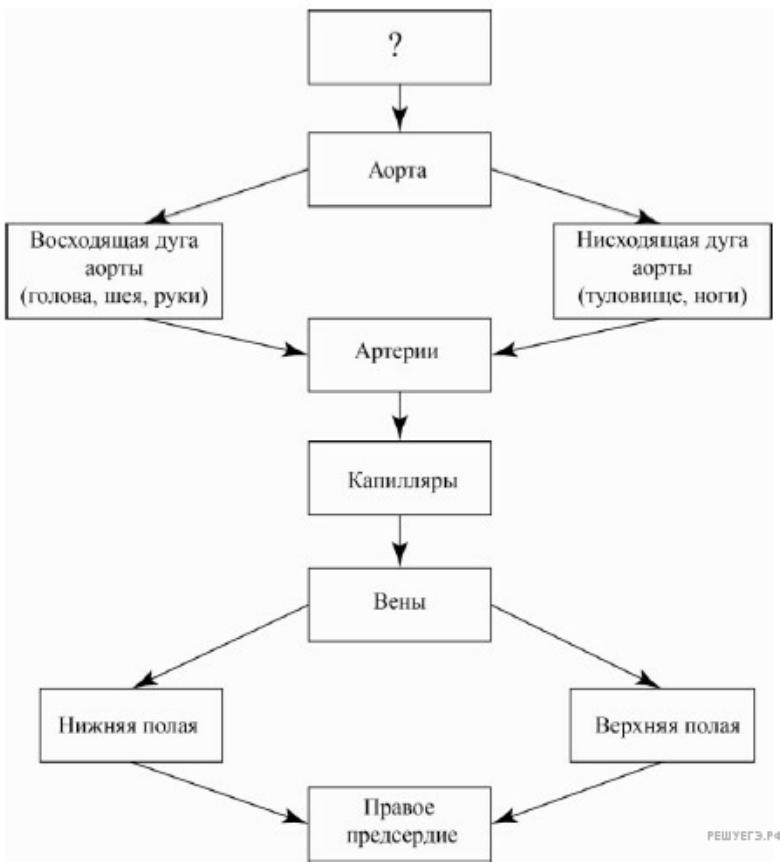 ?
Аорта
Восходящая дуга
аорты
(голова, шея, руки)
Нисходящая дуга
аорты
(туловище, ноги)
Артерии
Капилляры
Вены
Нижняя полая
Верхняя полая
Правое
предсердие
РЕШУЕГЭ.РФ